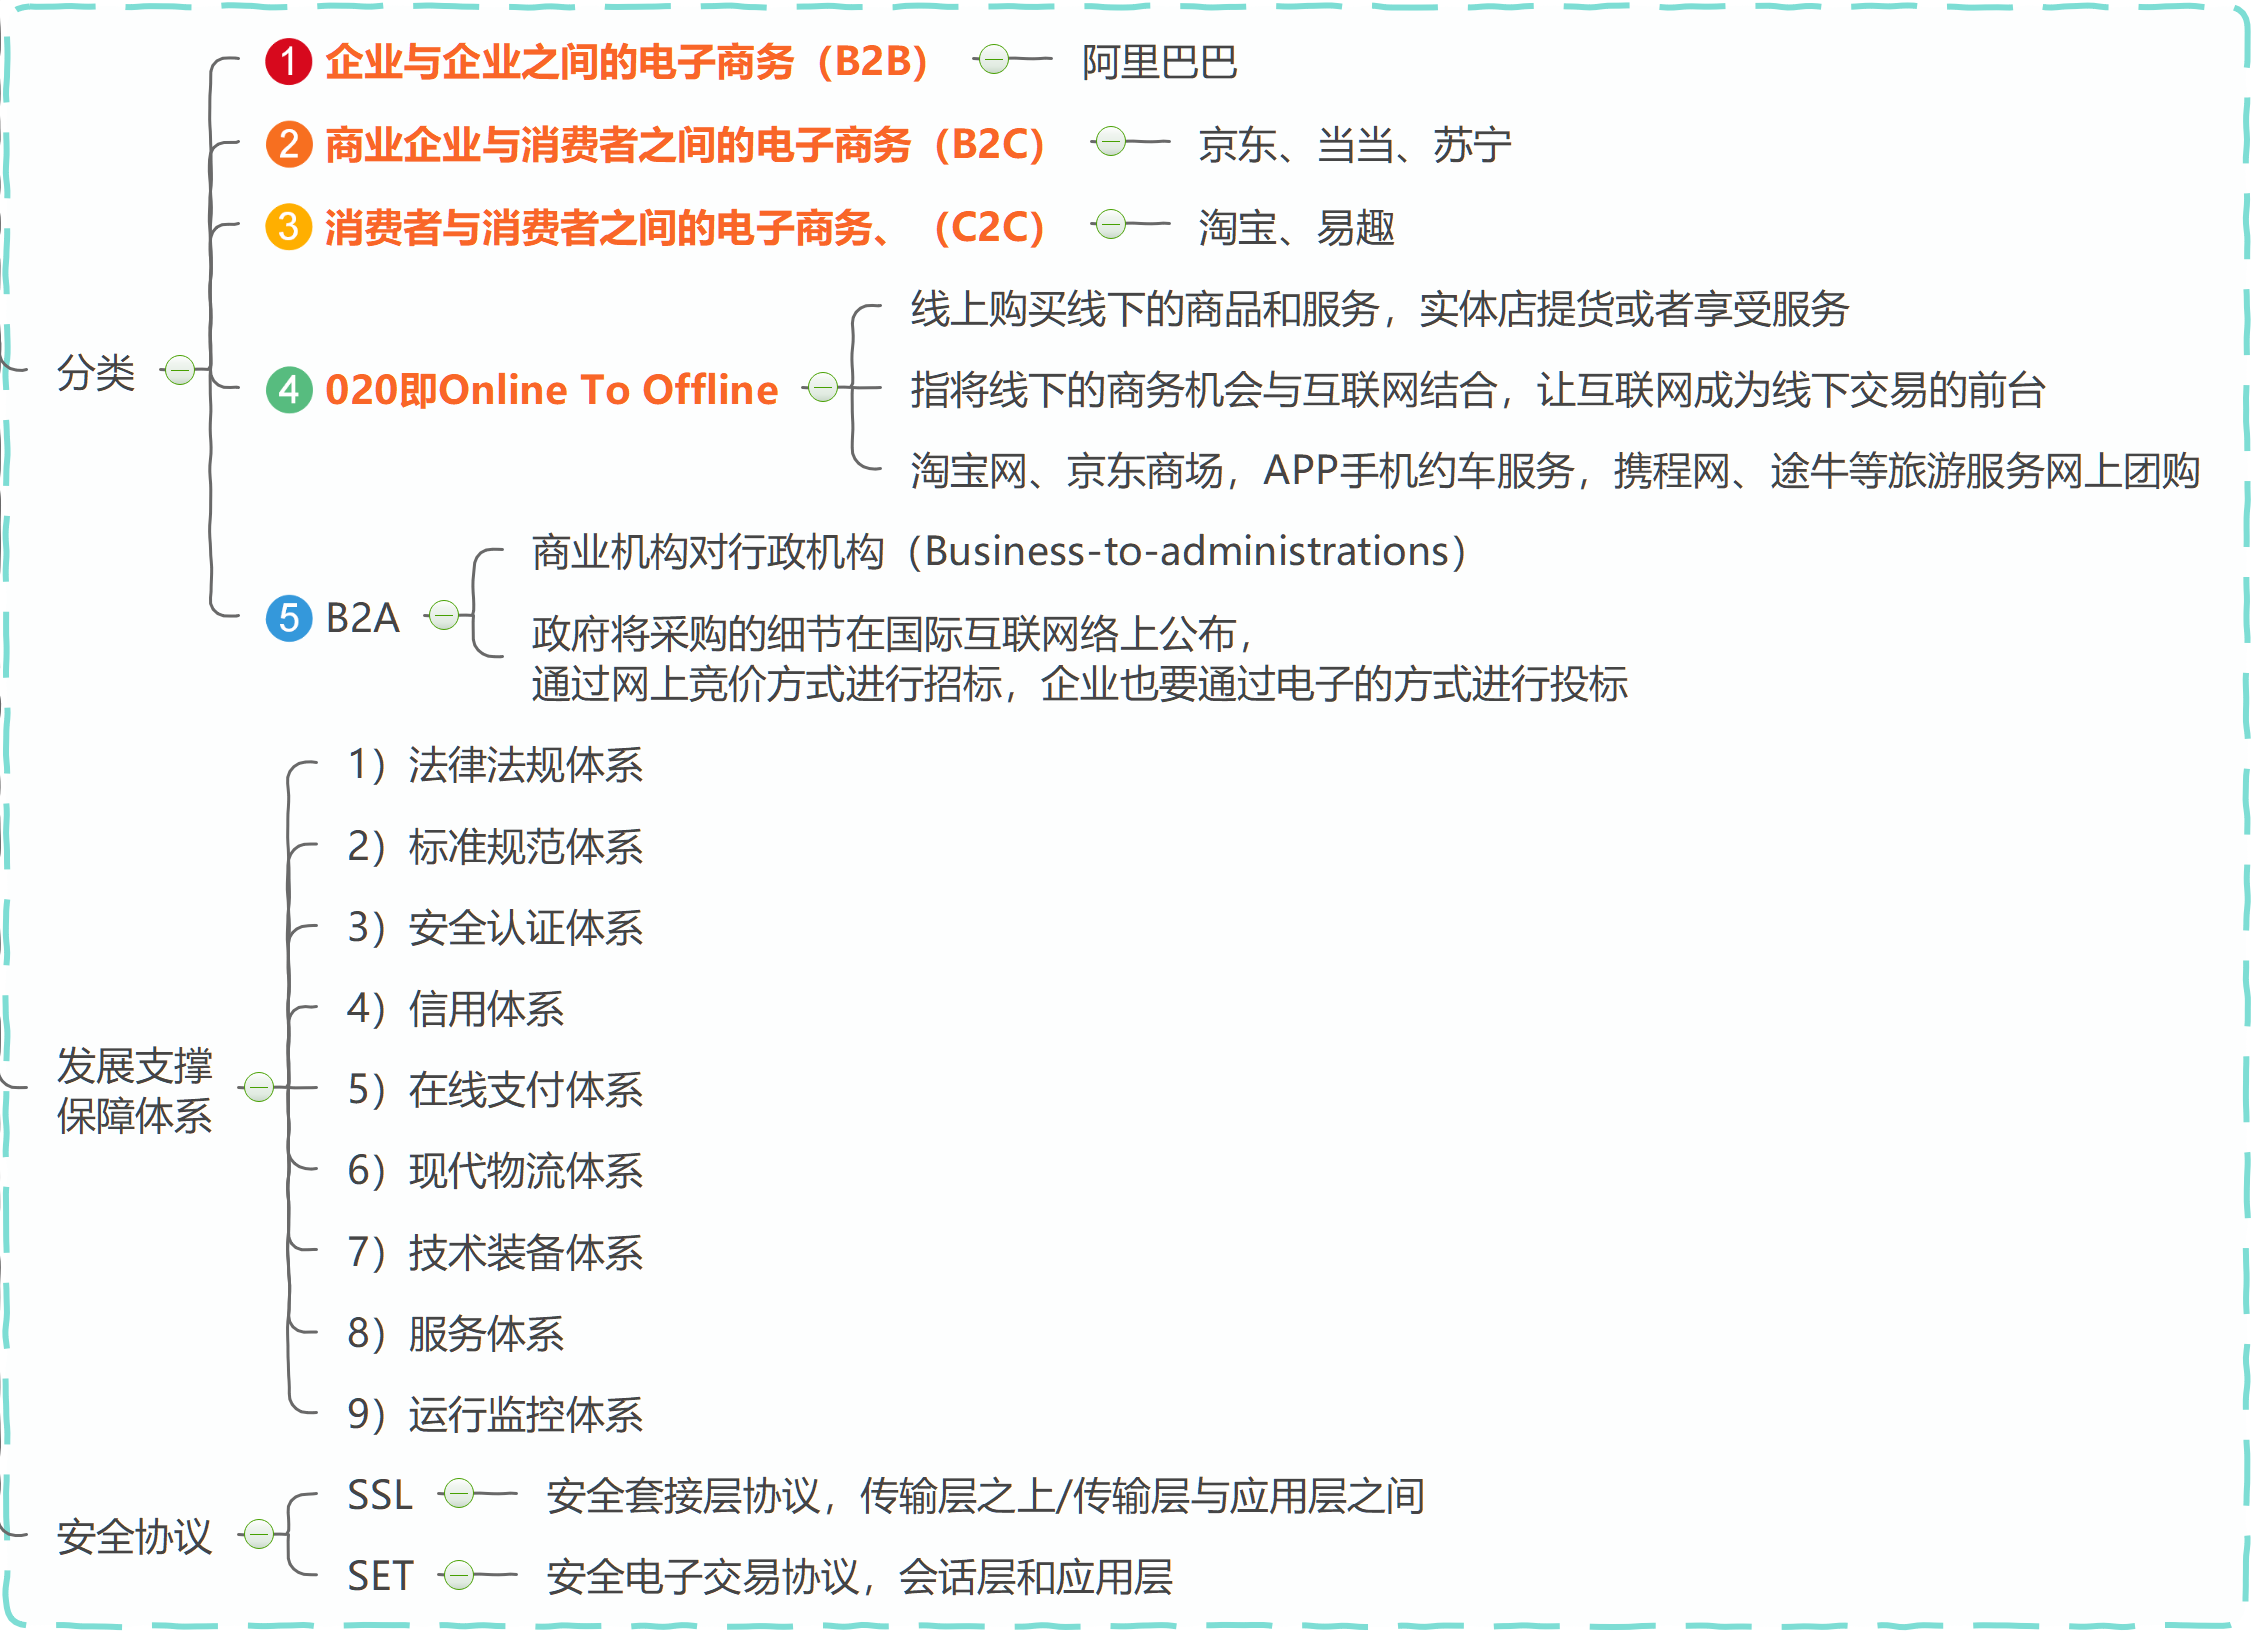 1 企业与企业之间的电子商务（B2B）
阿里巴巴
2 商业企业与消费者之间的电子商务（B2C）
京东、当当、苏宁
3 消费者与消费者之间的电子商务、（C2C）
淘宝、易趣
分类
4 020即Online To Offline
线上购买线下的商品和服务，实体店提货或者享受服务
指将线下的商务机会与互联网结合，让互联网成为线下交易的前台
淘宝网、京东商场，APP手机约车服务，携程网、途牛等旅游服务网上团购
5 B2A
商业机构对行政机构（Business-to-administrations）
政府将采购的细节在国际互联网络上公布，
通过网上竞价方式进行招标，企业也要通过电子的方式进行投标
发展支撑
保障体系
1）法律法规体系
2）标准规范体系
3）安全认证体系
4）信用体系
5）在线支付体系
6）现代物流体系
7）技术装备体系
8）服务体系
9）运行监控体系
安全协议
SSL
安全套接层协议，传输层之上/传输层与应用层之间
SET
安全电子交易协议，会话层和应用层